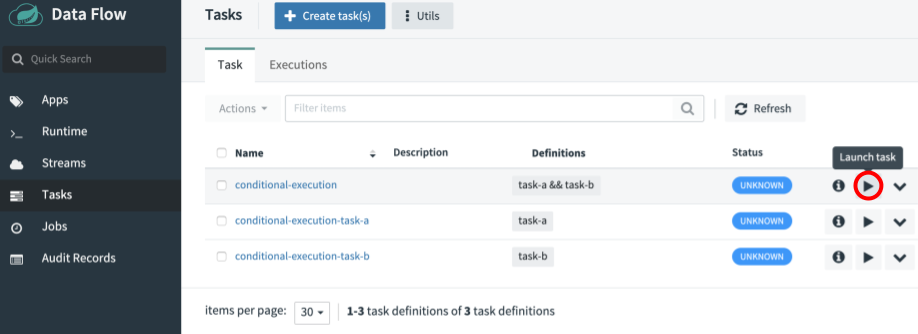 Data Flow
Quick Search
Apps
Runtime
Streams
Tasks
Jobs
Audit Records
Tasks
Create task(s)
Utils
Task Executions
Actions
Filter items
Refresh
Launch task
Name Description Definitions Status
conditional-execution task-a && task-b UNKNOWN
conditional-execution-task-a task-a UNKNOWN
conditional-execution-task-b task-b UNKNOWN
items per page: 30 1-3 task definitions of 3 task definitions